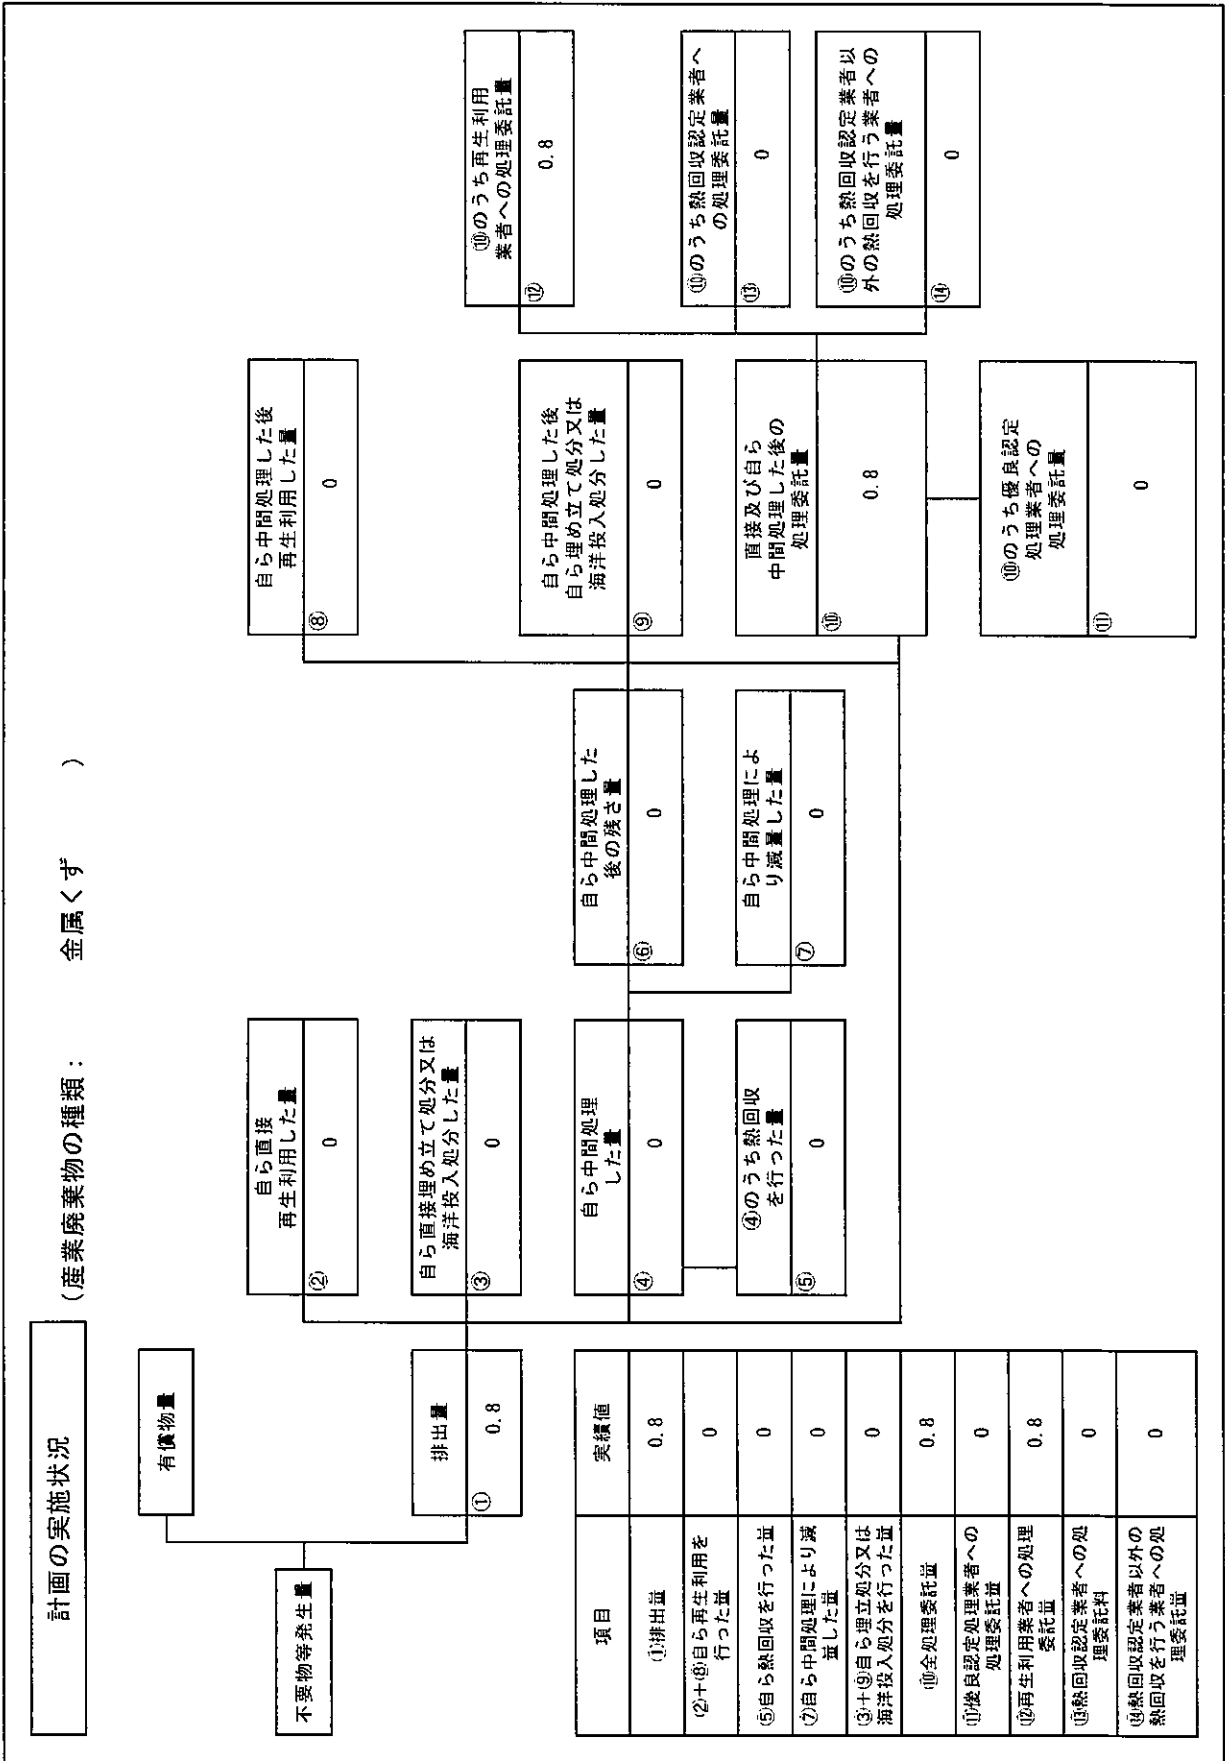 計画の実施状況
(産業廃棄物の種類： 金属くず )
有償物量
不要物等発生量
排出量
① 0.8
自ら直接
再生利用した量
② 0
自ら直接埋め立て処分又は
海洋投入処分した量
③ 0
自ら中間処理
した量
④ 0
④のうち熱回収
を行った量
⑤ 0
自ら中間処理した
後の残さ量
⑥ 0
自ら中間処理によ
り減量した量
⑦ 0
自ら中間処理した後
再生利用した量
⑧ 0
自ら中間処理した後
自ら埋め立て処分又は
海洋投入処分した量
⑨ 0
直接及び自ら
中間処理した後の
処理委託量
⑩ 0.8
⑩のうち優良認定
処理業者への
処理委託量
⑪ 0
⑩のうち再生利用
業者への処理委託量
⑫ 0.8
⑩のうち熱回収認定業者へ
の処理委託量
⑬ 0
⑩のうち熱回収認定業者以
外の熱回収を行う業者への
処理委託量
⑭ 0
項目 実績値
①排出量 0.8
②+⑧自ら再生利用を
行った量 0
⑤自ら熱回収を行った量 0
⑦自ら中間処理により減
量した量 0
③+⑨自ら埋立処分又は
海洋投入処分を行った量 0
⑩全処理委託量 0.8
⑪優良認定処理業者への
処理委託量 0
⑫再生利用業者への処理
委託量 0.8
⑬熱回収認定業者への処
理委託料 0
⑭熱回収認定業者以外の
熱回収を行う業者への処
理委託量 0